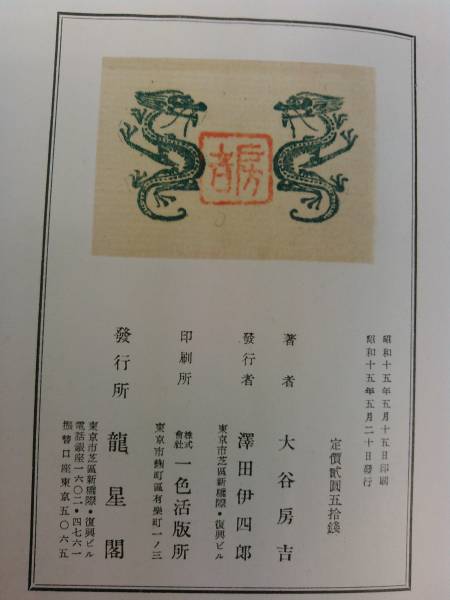 房吉
昭和十五年五月十五日印刷
昭和十五年五月二十日發行
定價貳圓五拾錢
著者 大谷房吉
發行者 澤田伊四郎
東京市芝區新橋際・復興ビル
印刷所 株式會社 一色活版所
東京市麴町區有樂町一ノ三
發行所 龍星閣
東京市芝區新橋際・復興ビル
電話銀座一六〇二・四七六一
振替口座東京五〇六五